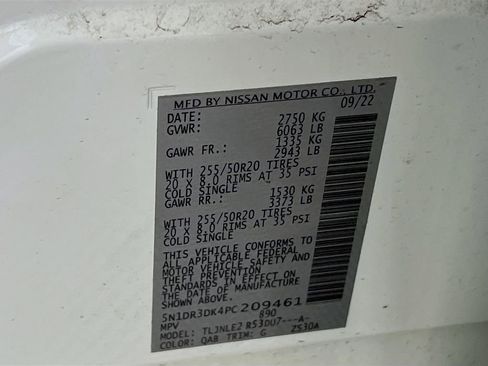 MFD BY NISSAN MOTOR CO., LTD.
DATE: 09/22
GVWR: 2750 KG
6063 LB
GAWR FR.: 1335 KG
2943 LB
WITH 255/50R20 TIRES
20 X 8.0 RIMS AT 35 PSI
COLD SINGLE
GAWR RR.: 1530 KG
3373 LB
WITH 255/50R20 TIRES
20 X 8.0 RIMS AT 35 PSI
COLD SINGLE
THIS VEHICLE CONFORMS TO
ALL APPLICABLE FEDERAL
MOTOR VEHICLE SAFETY AND
THEFT PREVENTION
STANDARDS IN EFFECT ON
THE DATE OF MANUFACTURE
SHOWN ABOVE.
5N1DR3DK4PC209461
MPV 890
TYPE: TLJNLE2 R53DU7---A-
COLOR: QAB TRIM: G ZS30A